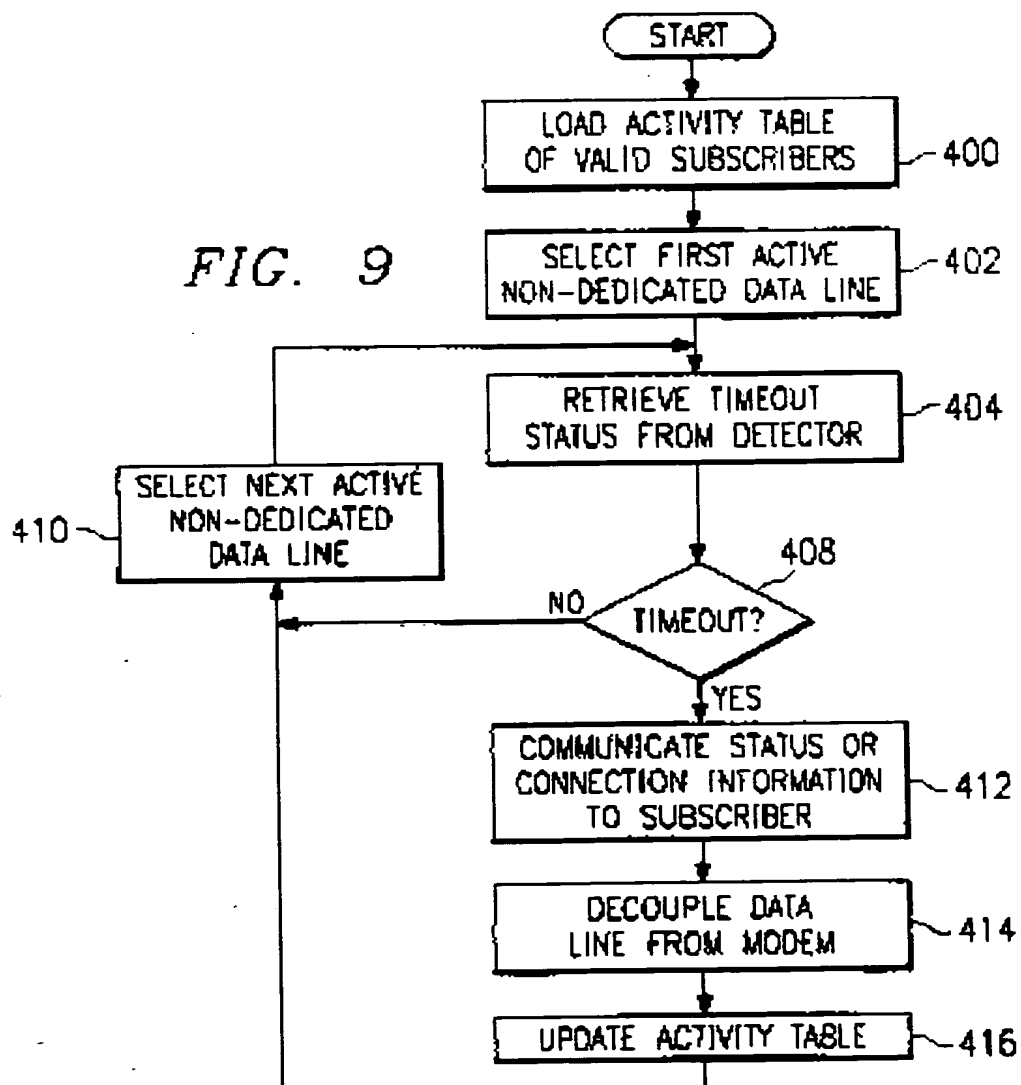 START
LOAD ACTIVITY TABLE
OF VALID SUBSCRIBERS
400
FIG. 9
SELECT FIRST ACTIVE
NON-DEDICATED DATA LINE
402
RETRIEVE TIMEOUT
STATUS FROM DETECTOR
404
SELECT NEXT ACTIVE
NON-DEDICATED
DATA LINE
410
408
TIMEOUT?
NO
YES
COMMUNICATE STATUS OR
CONNECTION INFORMATION
TO SUBSCRIBER
412
DECOUPLE DATA
LINE FROM MODEM
414
UPDATE ACTIVITY TABLE
416